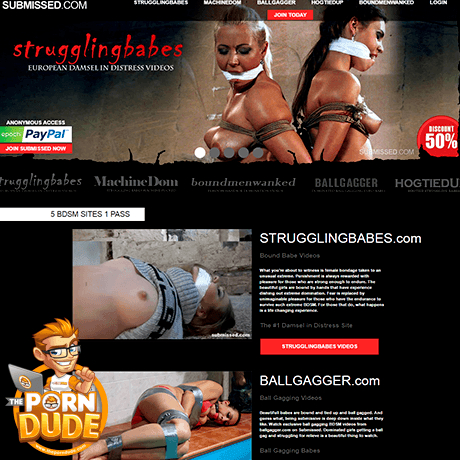 SUBMISSED.COM
STRUGGLINGBABES MACHINEDOM BALLGAGGER HOGTIEDUP BOUNDMENWANKED LOGIN
JOIN TODAY
strugglingbabes
EUROPEAN DAMSEL IN DISTRESS VIDEOS
ANONYMOUS ACCESS
epoch PayPal
JOIN SUBMISSED NOW
SUBMISSED.COM
DISCOUNT
50%
trugglingbabes MachineDom boundmenwanked BALLGAGGER HOGTIEDUP
5 BDSM SITES 1 PASS
STRUGGLINGBABES.com
Bound Babe Videos
What you're about to witness is female bondage taken to an
unusual extreme. Punishment is always rewarded with
pleasure for those who are strong enough to endure. The
beautiful girls are bound by hands that have experience
dishing out extreme domination. Fear is replaced by
unimaginable pleasure for those who have the endurance to
survive such extreme BDSM. For those that do, what happens
is a life changing experience.
The #1 Damsel in Distress Site
submissed.com
STRUGGLINGBABES VIDEOS
BALLGAGGER.com
Ball Gagging Videos
Beautifull babes are bound and tied up and ball gagged. And
guess what, being submissive is deep down inside what they
like. Watch exclusive ball gagging BDSM videos from
ballgagger.com on Submissed. Dominated girls getting a ball
gag and struggling for relieve is a beautiful thing to watch.
Ball Gagging Babes
THE
PORN
DUDE